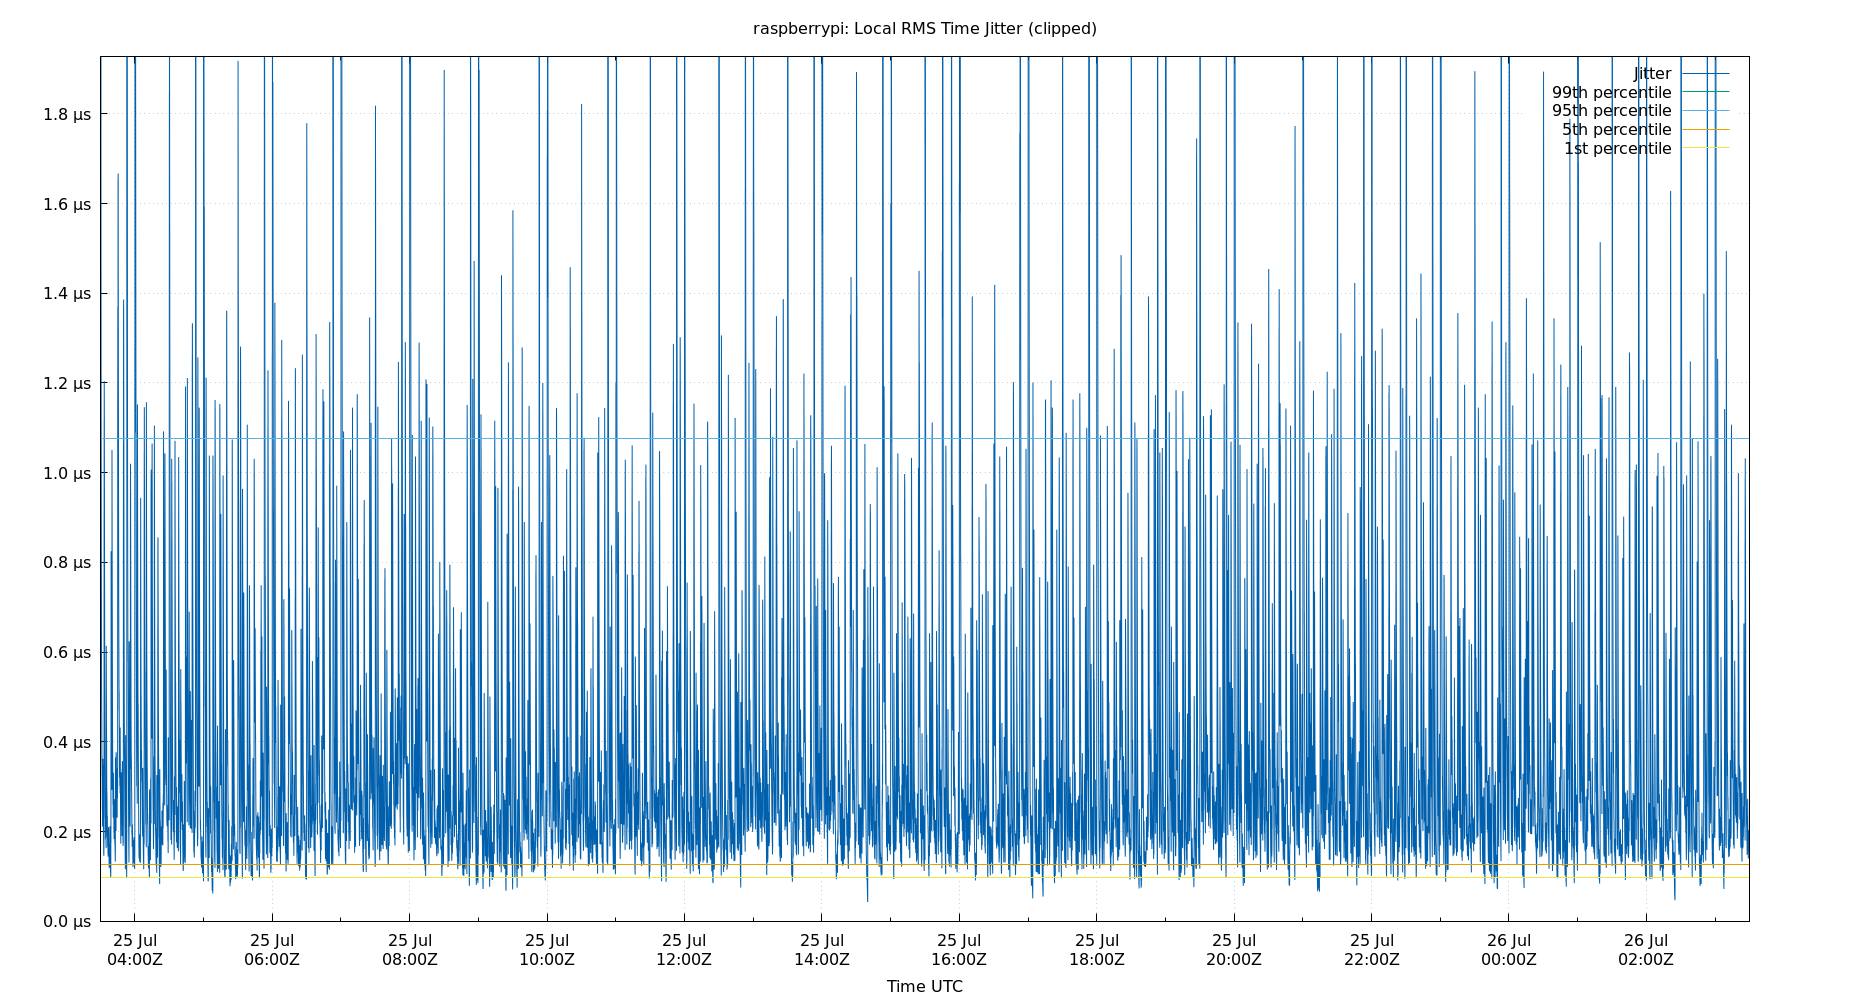 raspberrypi: Local RMS Time Jitter (clipped)
Jitter
99th percentile
95th percentile
5th percentile
1st percentile
1.8 µs
1.6 µs
1.4 µs
1.2 µs
1.0 µs
0.8 µs
0.6 µs
0.4 µs
0.2 µs
0.0 µs
25 Jul 25 Jul 25 Jul 25 Jul 25 Jul 25 Jul 25 Jul 25 Jul 25 Jul 25 Jul 26 Jul 26 Jul
04:00Z 06:00Z 08:00Z 10:00Z 12:00Z 14:00Z 16:00Z 18:00Z 20:00Z 22:00Z 00:00Z 02:00Z
Time UTC